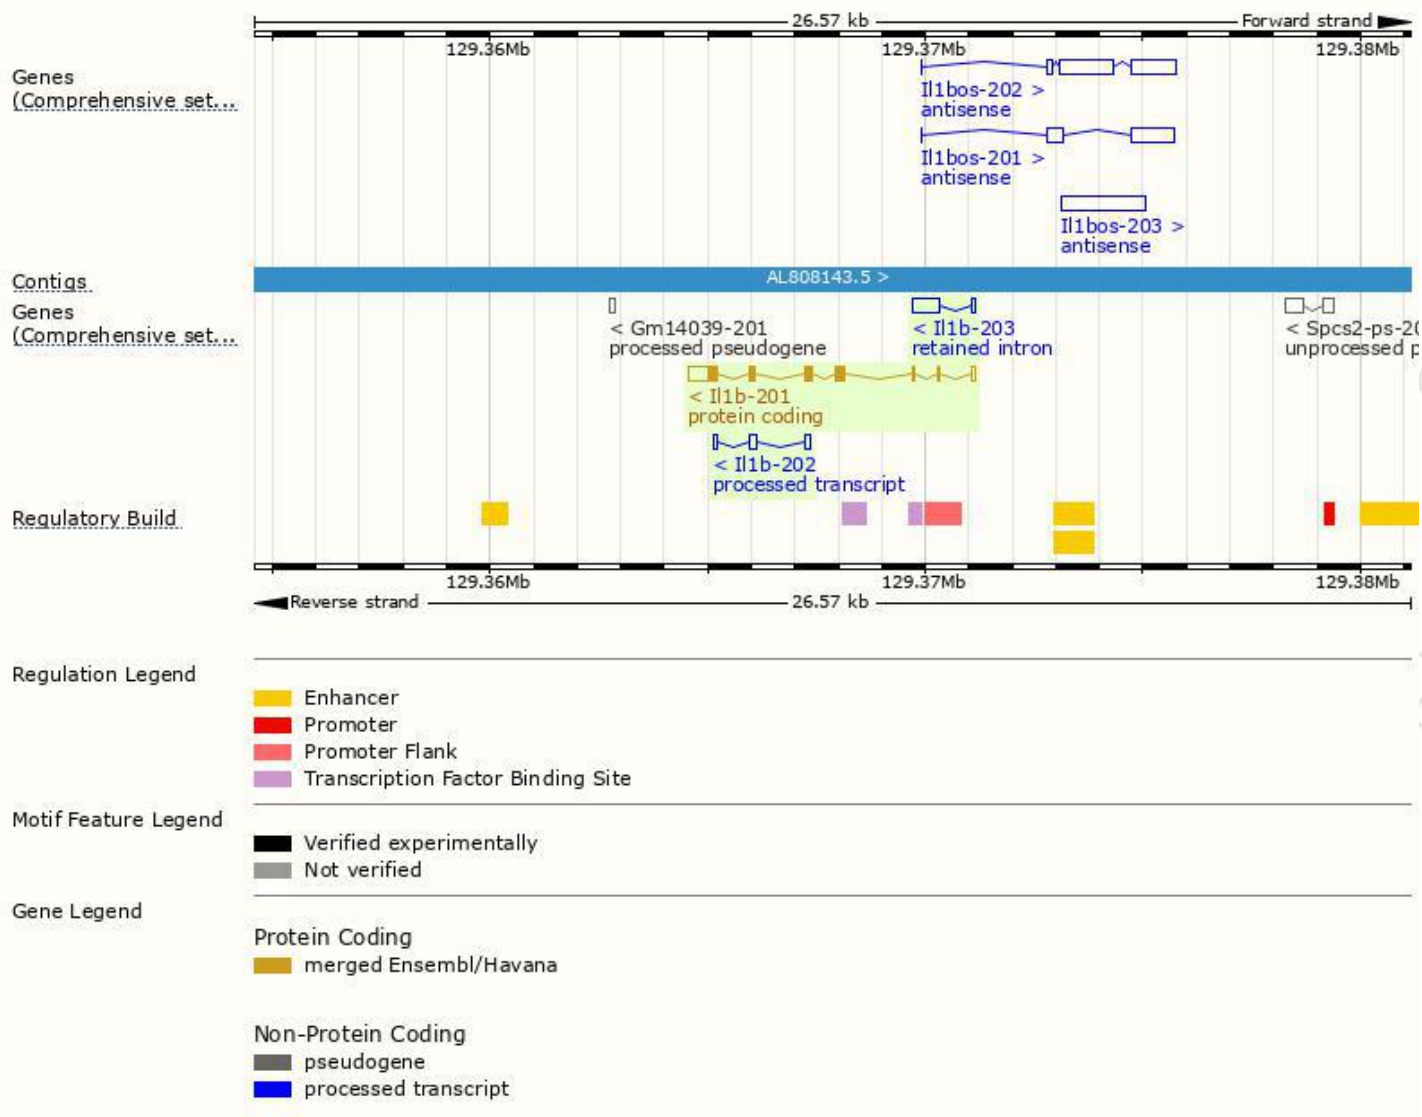 26.57 kb
Forward strand
129.36Mb
129.37Mb
129.38Mb
Genes
(Comprehensive set...
Il1bos-202 >
antisense
Il1bos-201 >
antisense
Il1bos-203 >
antisense
Contigs
AL808143.5 >
Genes
(Comprehensive set...
< Gm14039-201
processed pseudogene
< Il1b-203
retained intron
< Spcs2-ps-20
unprocessed p
< Il1b-201
protein coding
< Il1b-202
processed transcript
Regulatory Build
129.36Mb
129.37Mb
129.38Mb
Reverse strand
26.57 kb
Regulation Legend
Enhancer
Promoter
Promoter Flank
Transcription Factor Binding Site
Motif Feature Legend
Verified experimentally
Not verified
Gene Legend
Protein Coding
merged Ensembl/Havana
Non-Protein Coding
pseudogene
processed transcript